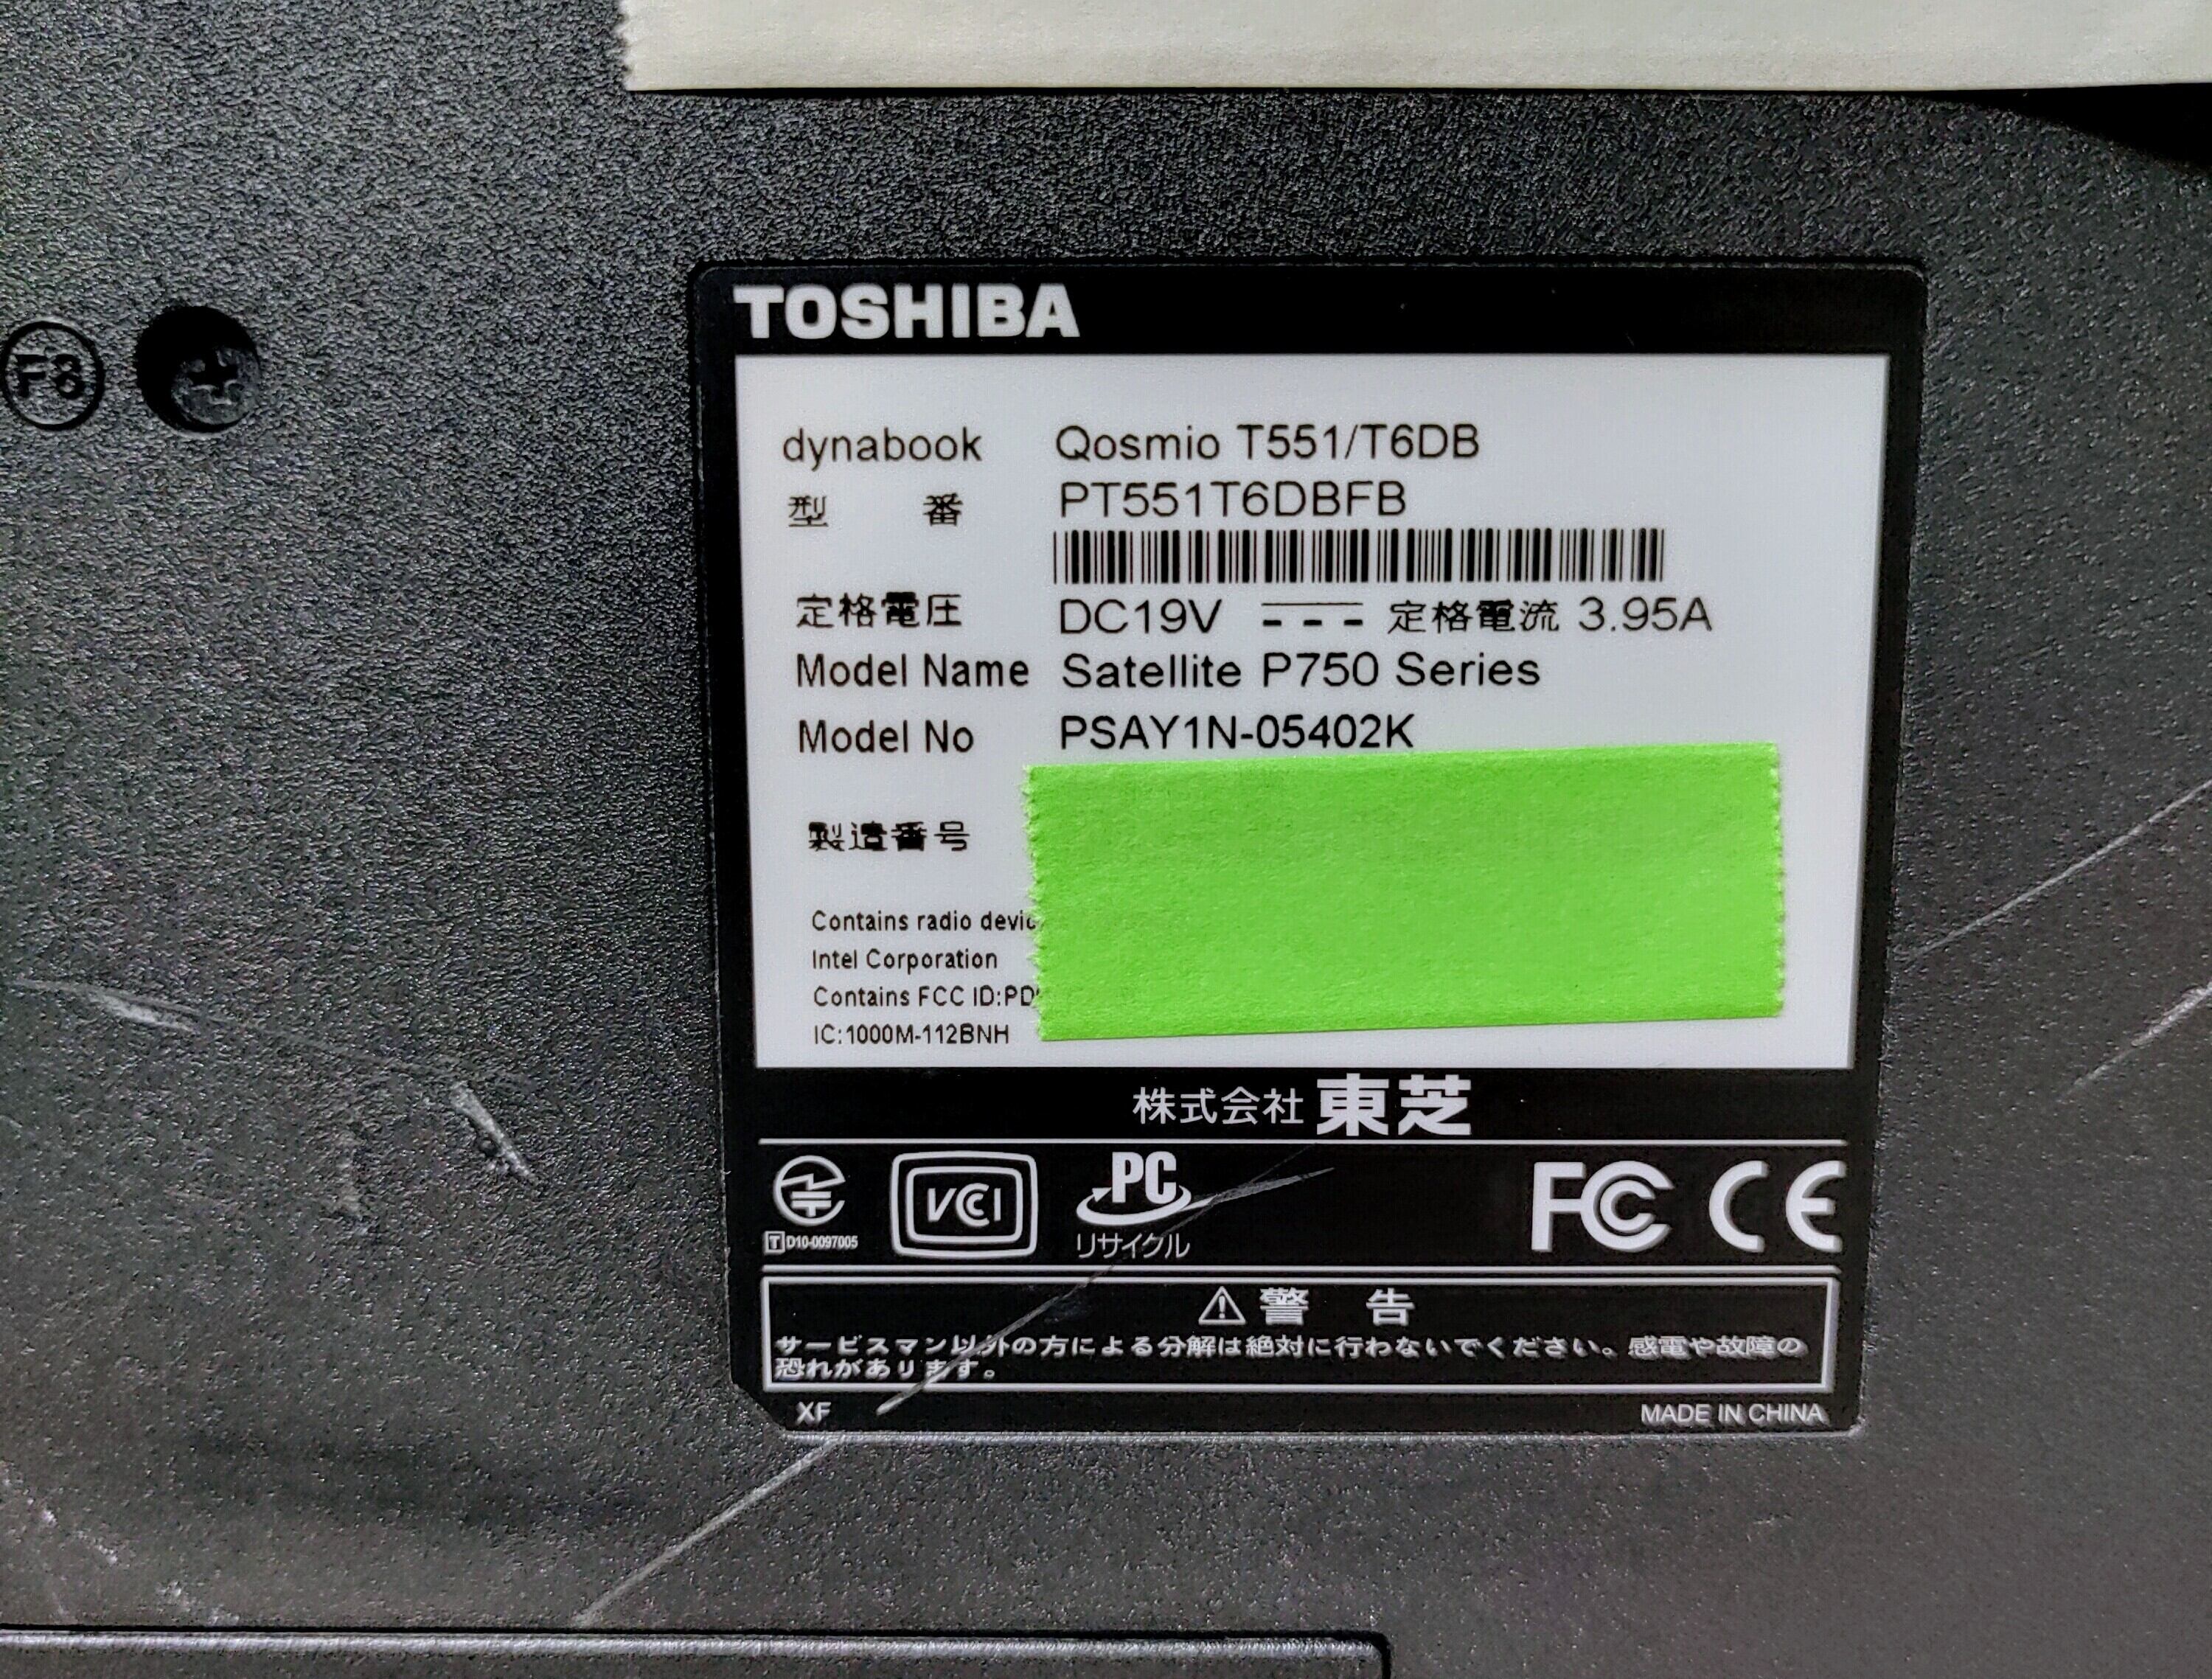 F8
TOSHIBA
dynabook Qosmio T551/T6DB
型 番 PT551T6DBFB
定格電圧 DC19V 定格電流 3.95A
Model Name Satellite P750 Series
Model No PSAY1N-05402K
製造番号
Contains radio devic
Intel Corporation
Contains FCC ID:PD
IC:1000M-112BNH
株式会社 東芝
T D10-0097005
VCCI
PC
リサイクル
FC CE
警 告
サービスマン以外の方による分解は絶対に行わないでください。感電や故障の
恐れがあります。
XF
MADE IN CHINA